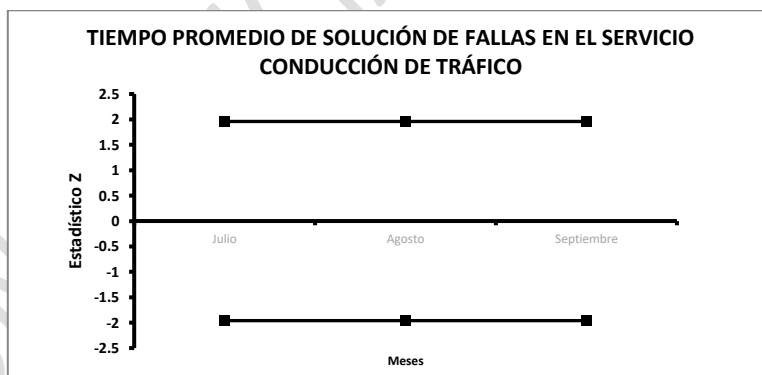 TIEMPO PROMEDIO DE SOLUCIÓN DE FALLAS EN EL SERVICIO
CONDUCCIÓN DE TRÁFICO
2.5
2
1.5
1
0.5
0
-0.5
-1
-1.5
-2
-2.5
Estadístico Z
Julio
Agosto
Septiembre
Meses